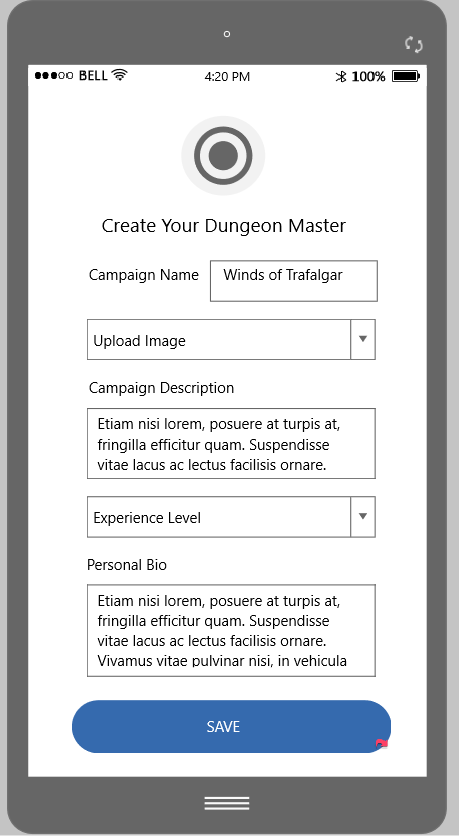 BELL 4:20 PM 100%
Create Your Dungeon Master
Campaign Name Winds of Trafalgar
Upload Image
Campaign Description
Etiam nisi lorem, posuere at turpis at,
fringilla efficitur quam. Suspendisse
vitae lacus ac lectus facilisis ornare.
Experience Level
Personal Bio
Etiam nisi lorem, posuere at turpis at,
fringilla efficitur quam. Suspendisse
vitae lacus ac lectus facilisis ornare.
Vivamus vitae pulvinar nisi, in vehicula
SAVE